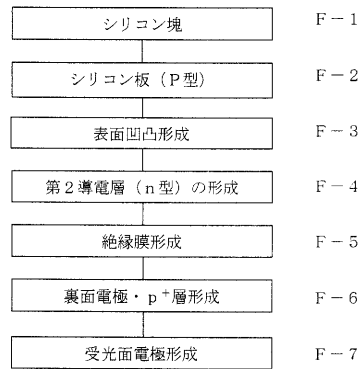 シリコン塊 F－1
シリコン板（P型） F－2
表面凹凸形成 F－3
第2導電層（n型）の形成 F－4
絶縁膜形成 F－5
裏面電極・p⁺層形成 F－6
受光面電極形成 F－7